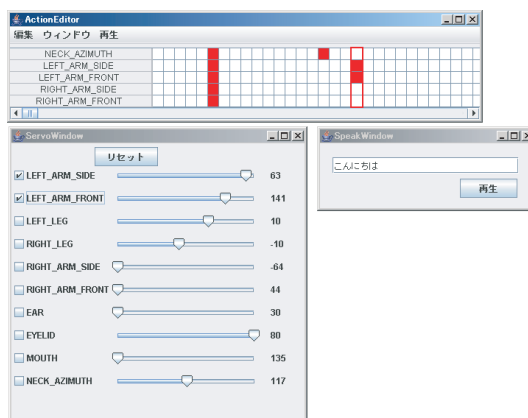 ActionEditor
編集 ウィンドウ 再生
NECK_AZIMUTH
LEFT_ARM_SIDE
LEFT_ARM_FRONT
RIGHT_ARM_SIDE
RIGHT_ARM_FRONT
ServoWindow
リセット
LEFT_ARM_SIDE 63
LEFT_ARM_FRONT 141
LEFT_LEG 10
RIGHT_LEG -10
RIGHT_ARM_SIDE -64
RIGHT_ARM_FRONT 44
EAR 30
EYELID 80
MOUTH 135
NECK_AZIMUTH 117
SpeakWindow
こんにちは
再生